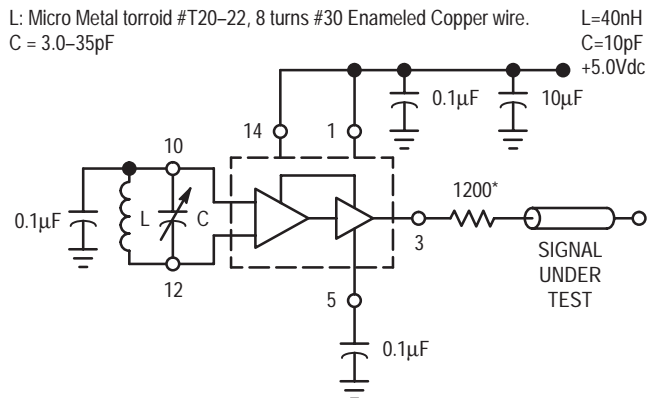 L: Micro Metal torroid #T20–22, 8 turns #30 Enameled Copper wire.
C = 3.0–35pF
L=40nH
C=10pF
+5.0Vdc
0.1µF
10µF
14
1
10
1200*
0.1µF
L
C
3
SIGNAL
UNDER
TEST
12
5
0.1µF